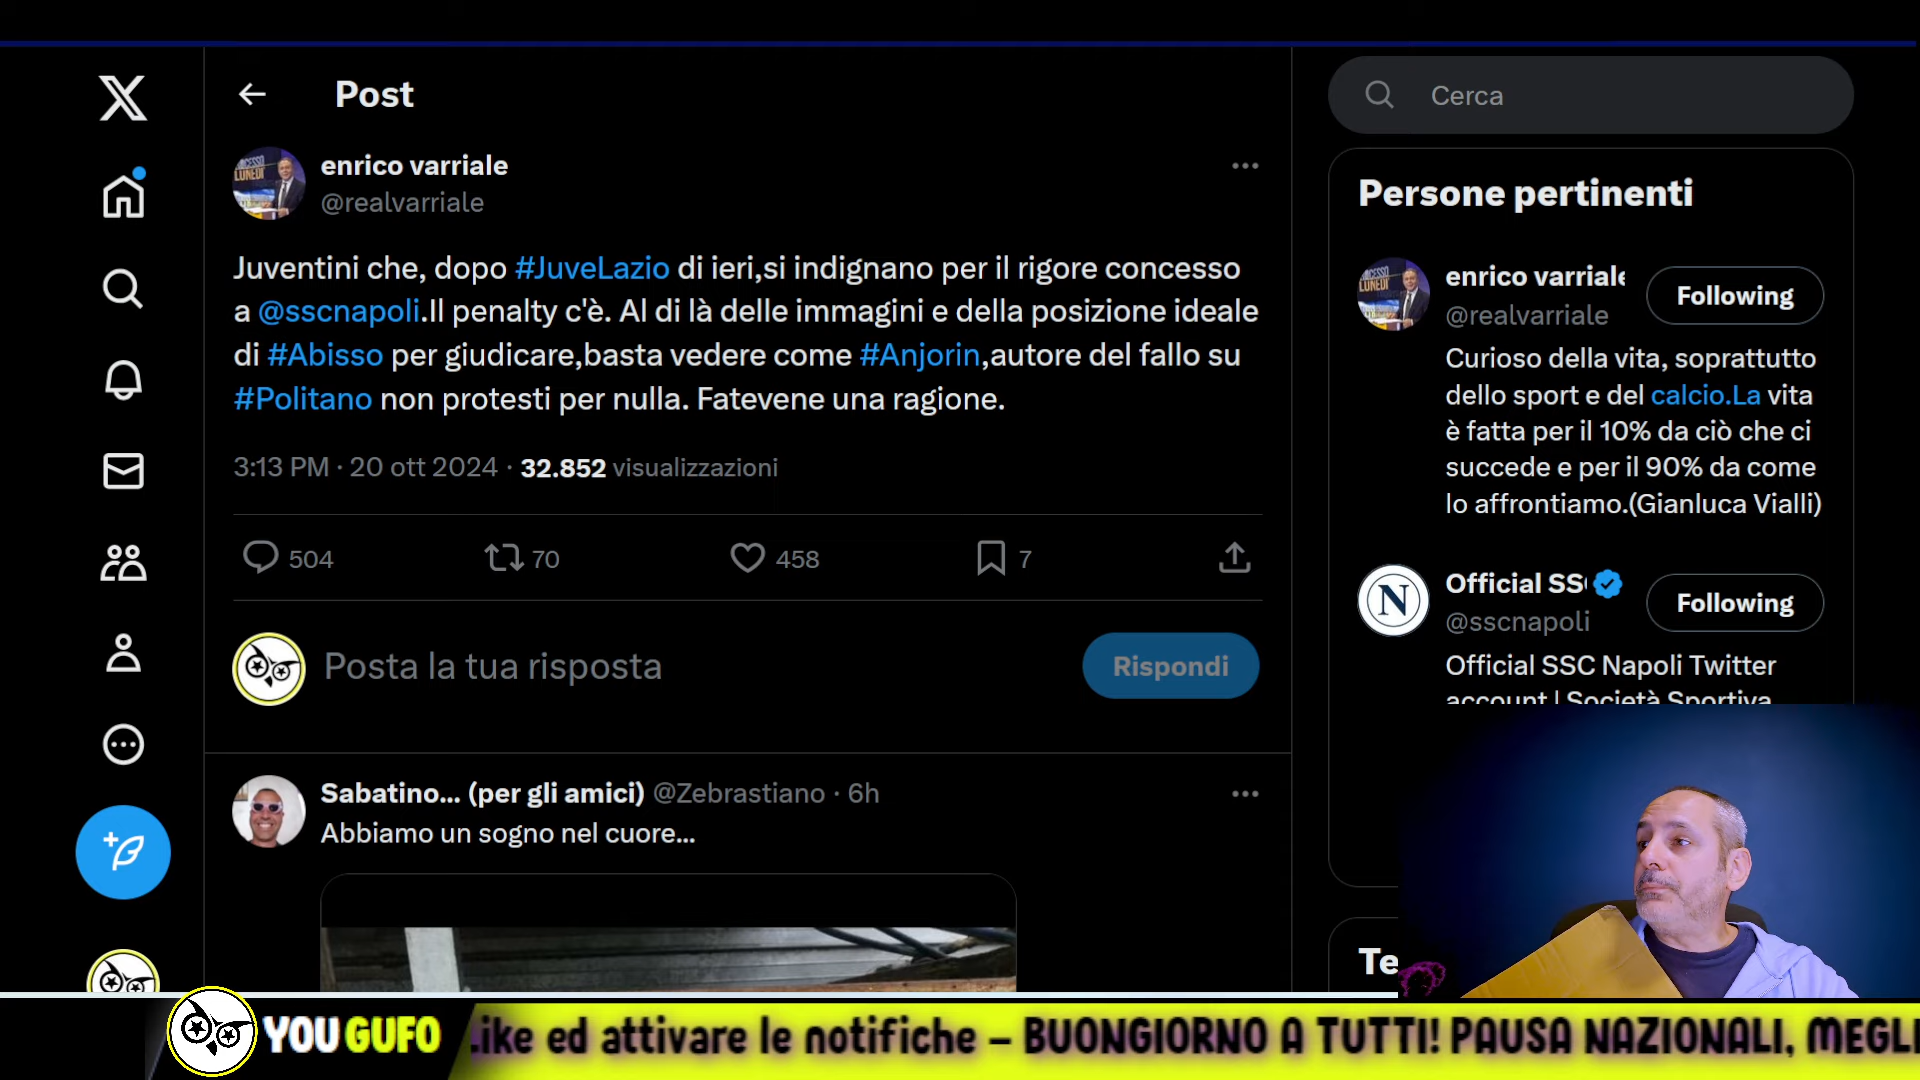 Post
Cerca
enrico varriale
@realvarriale
Juventini che, dopo #JuveLazio di ieri,si indignano per il rigore concesso
a @sscnapoli.Il penalty c'è. Al di là delle immagini e della posizione ideale
di #Abisso per giudicare,basta vedere come #Anjorin,autore del fallo su
#Politano non protesti per nulla. Fatevene una ragione.
3:13 PM · 20 ott 2024 · 32.852 visualizzazioni
504 70 458 7
Posta la tua risposta
Rispondi
Sabatino... (per gli amici) @Zebrastiano · 6h
Abbiamo un sogno nel cuore...
Persone pertinenti
enrico varriale
Following
@realvarriale
Curioso della vita, soprattutto
dello sport e del calcio.La vita
è fatta per il 10% da ciò che ci
succede e per il 90% da come
lo affrontiamo.(Gianluca Vialli)
N
Official SS
Following
@sscnapoli
Official SSC Napoli Twitter
account | Società Sportiva
Te
YOU GUFO
Like ed attivare le notifiche – BUONGIORNO A TUTTI! PAUSA NAZIONALI, MEGLI